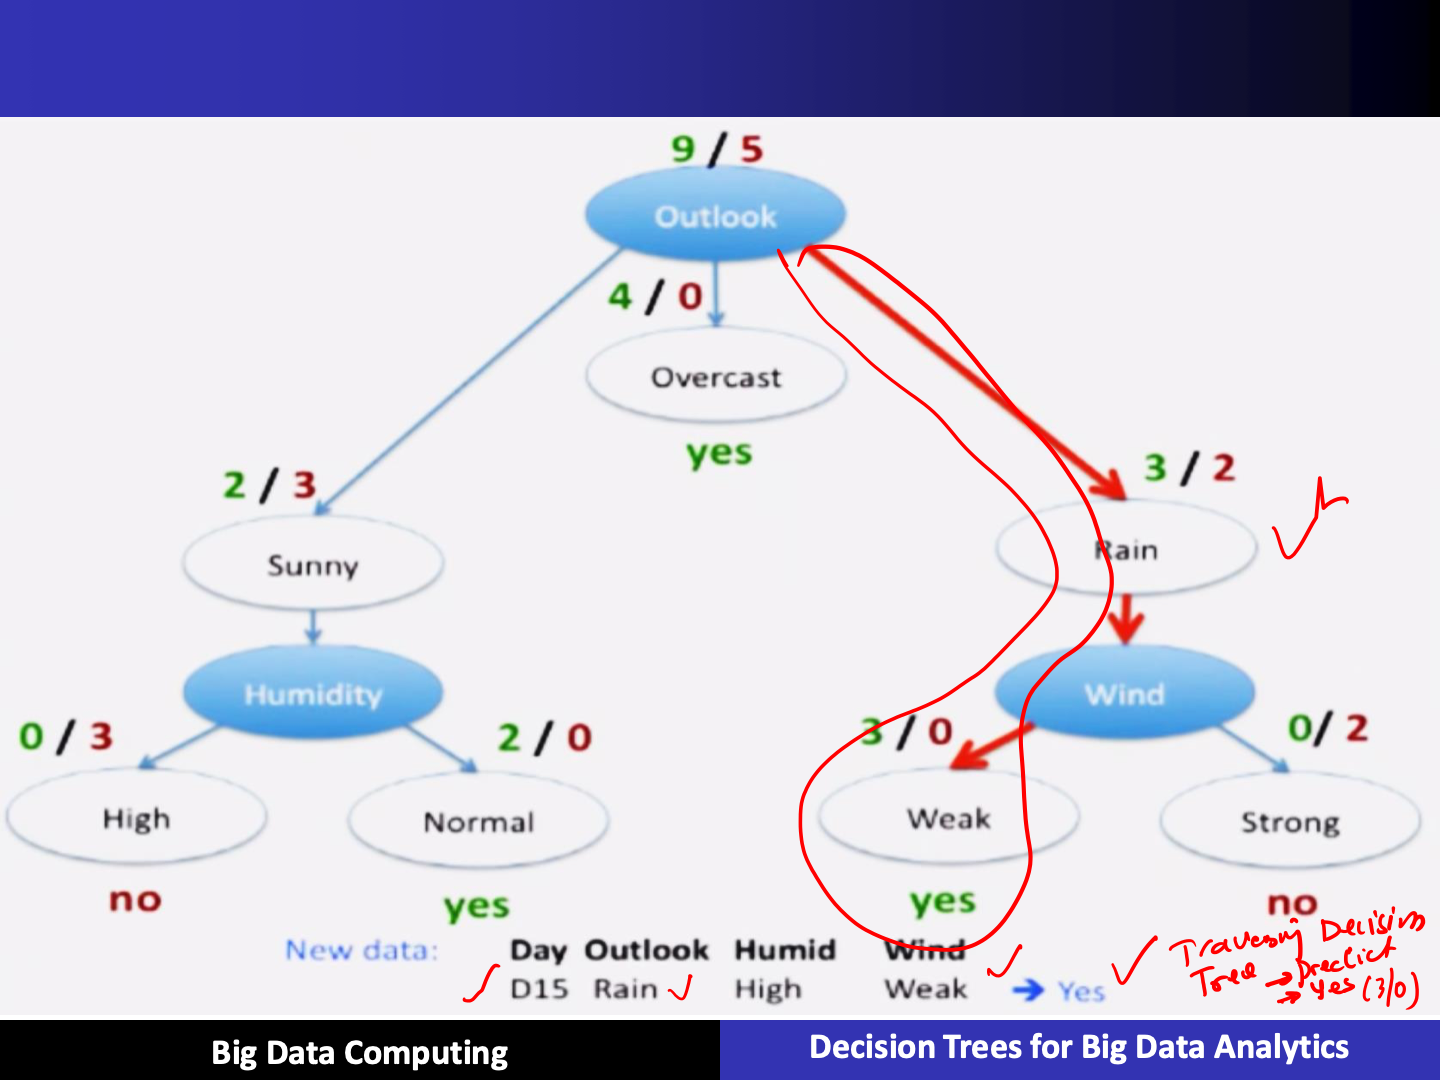 9 / 5
Outlook
4 / 0
Overcast
yes
2 / 3
3 / 2
Sunny
Rain
Humidity
Wind
0 / 3
2 / 0
3 / 0
0/ 2
High
Normal
Weak
Strong
no
yes
yes
no
New data:
Day Outlook Humid Wind
D15 Rain High Weak → Yes
Traversing Decision
Tree → Predict
→ Yes (3/0)
Big Data Computing
Decision Trees for Big Data Analytics